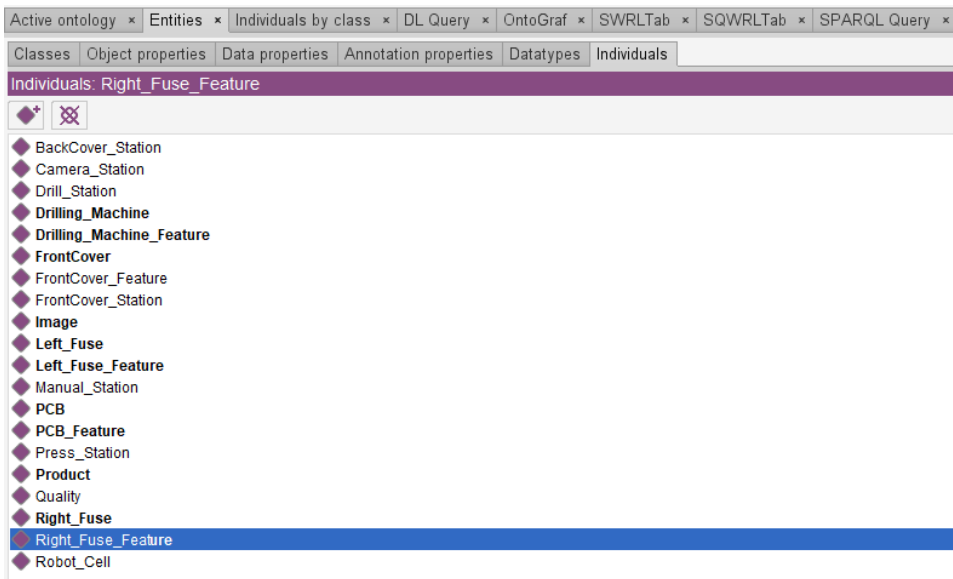 Active ontology × Entities × Individuals by class × DL Query × OntoGraf × SWRLTab × SQWRLTab × SPARQL Query ×
Classes Object properties Data properties Annotation properties Datatypes Individuals
Individuals: Right_Fuse_Feature
BackCover_Station
Camera_Station
Drill_Station
Drilling_Machine
Drilling_Machine_Feature
FrontCover
FrontCover_Feature
FrontCover_Station
Image
Left_Fuse
Left_Fuse_Feature
Manual_Station
PCB
PCB_Feature
Press_Station
Product
Quality
Right_Fuse
Right_Fuse_Feature
Robot_Cell